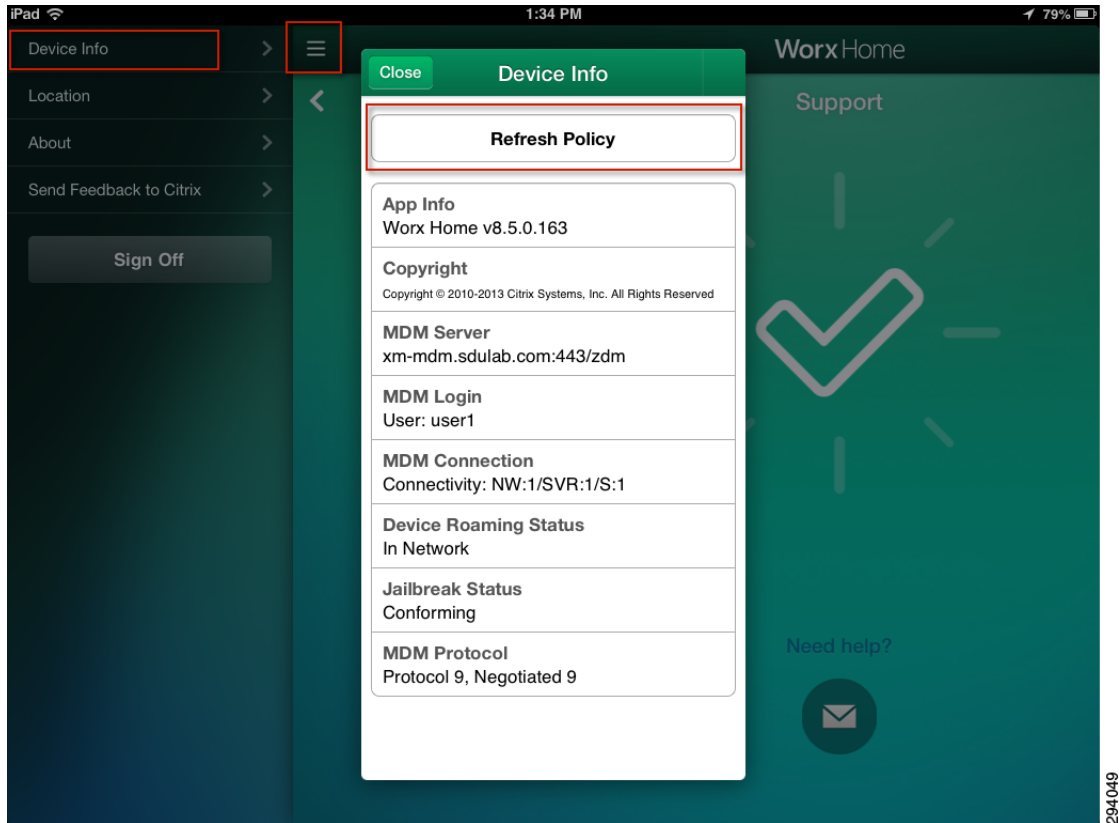 iPad
1:34 PM
79%
Device Info
Location
About
Send Feedback to Citrix
Sign Off
WorxHome
Support
Close
Device Info
Refresh Policy
App Info
Worx Home v8.5.0.163
Copyright
Copyright © 2010-2013 Citrix Systems, Inc. All Rights Reserved
MDM Server
xm-mdm.sdulab.com:443/zdm
MDM Login
User: user1
MDM Connection
Connectivity: NW:1/SVR:1/S:1
Device Roaming Status
In Network
Jailbreak Status
Conforming
MDM Protocol
Protocol 9, Negotiated 9
Need help?
294049